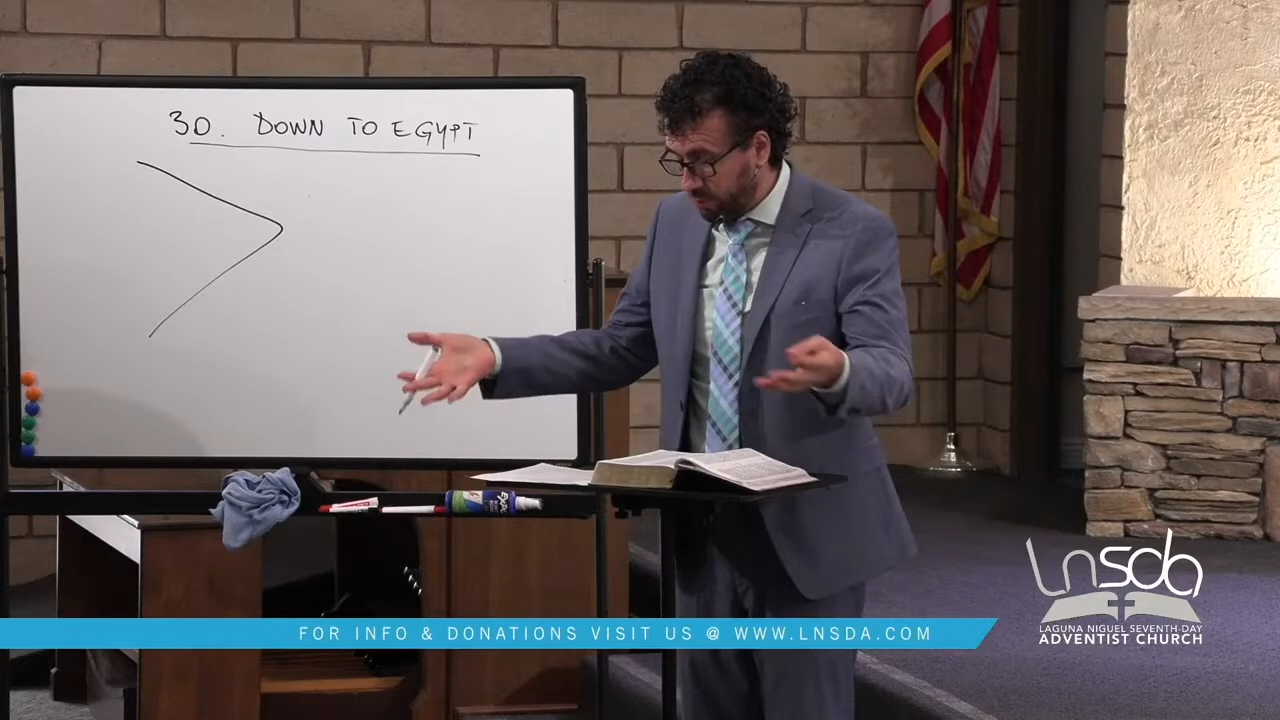 30. DOWN TO EGYPT
EXPO
lnsda
LAGUNA NIGUEL SEVENTH-DAY
ADVENTIST CHURCH
FOR INFO & DONATIONS VISIT US @ WWW.LNSDA.COM